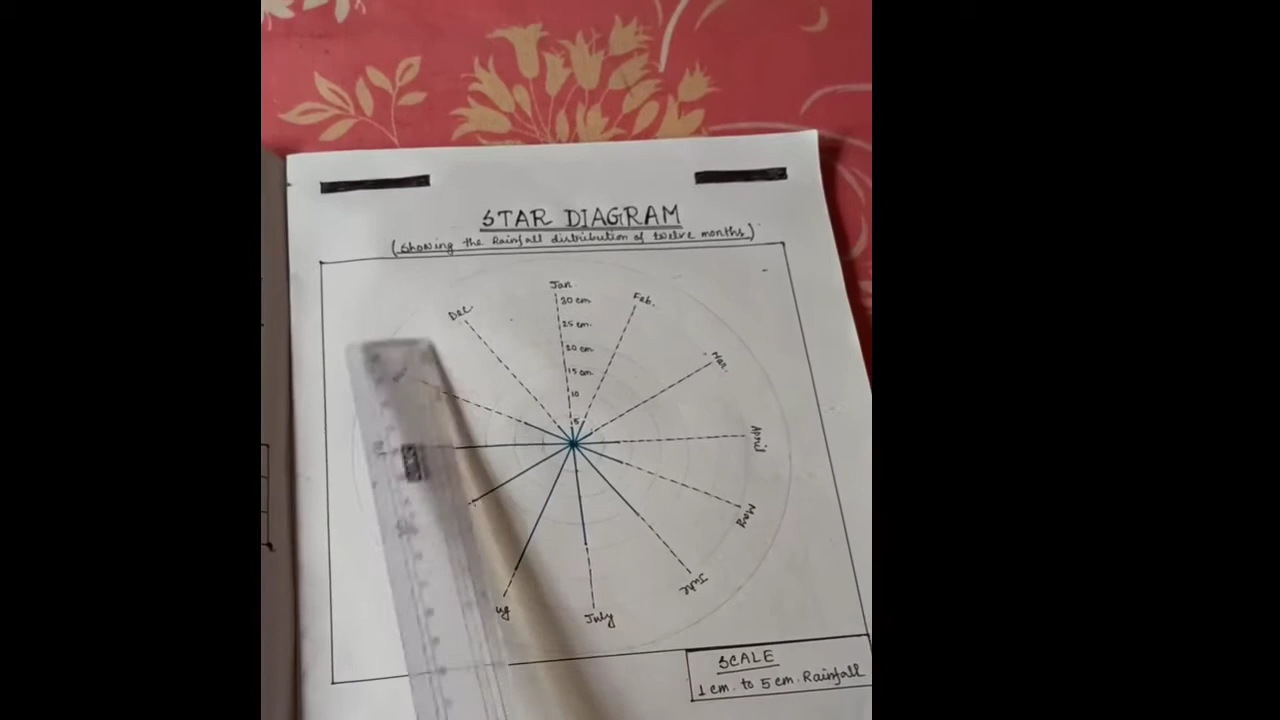 STAR DIAGRAM
(Showing the Rainfall distribution of twelve months)
Jan.
Feb.
Dec.
30 cm.
25 cm.
20 cm.
15 cm.
10
5
Mar.
April
May
June
July
SCALE
1 cm. to 5 cm. Rainfall